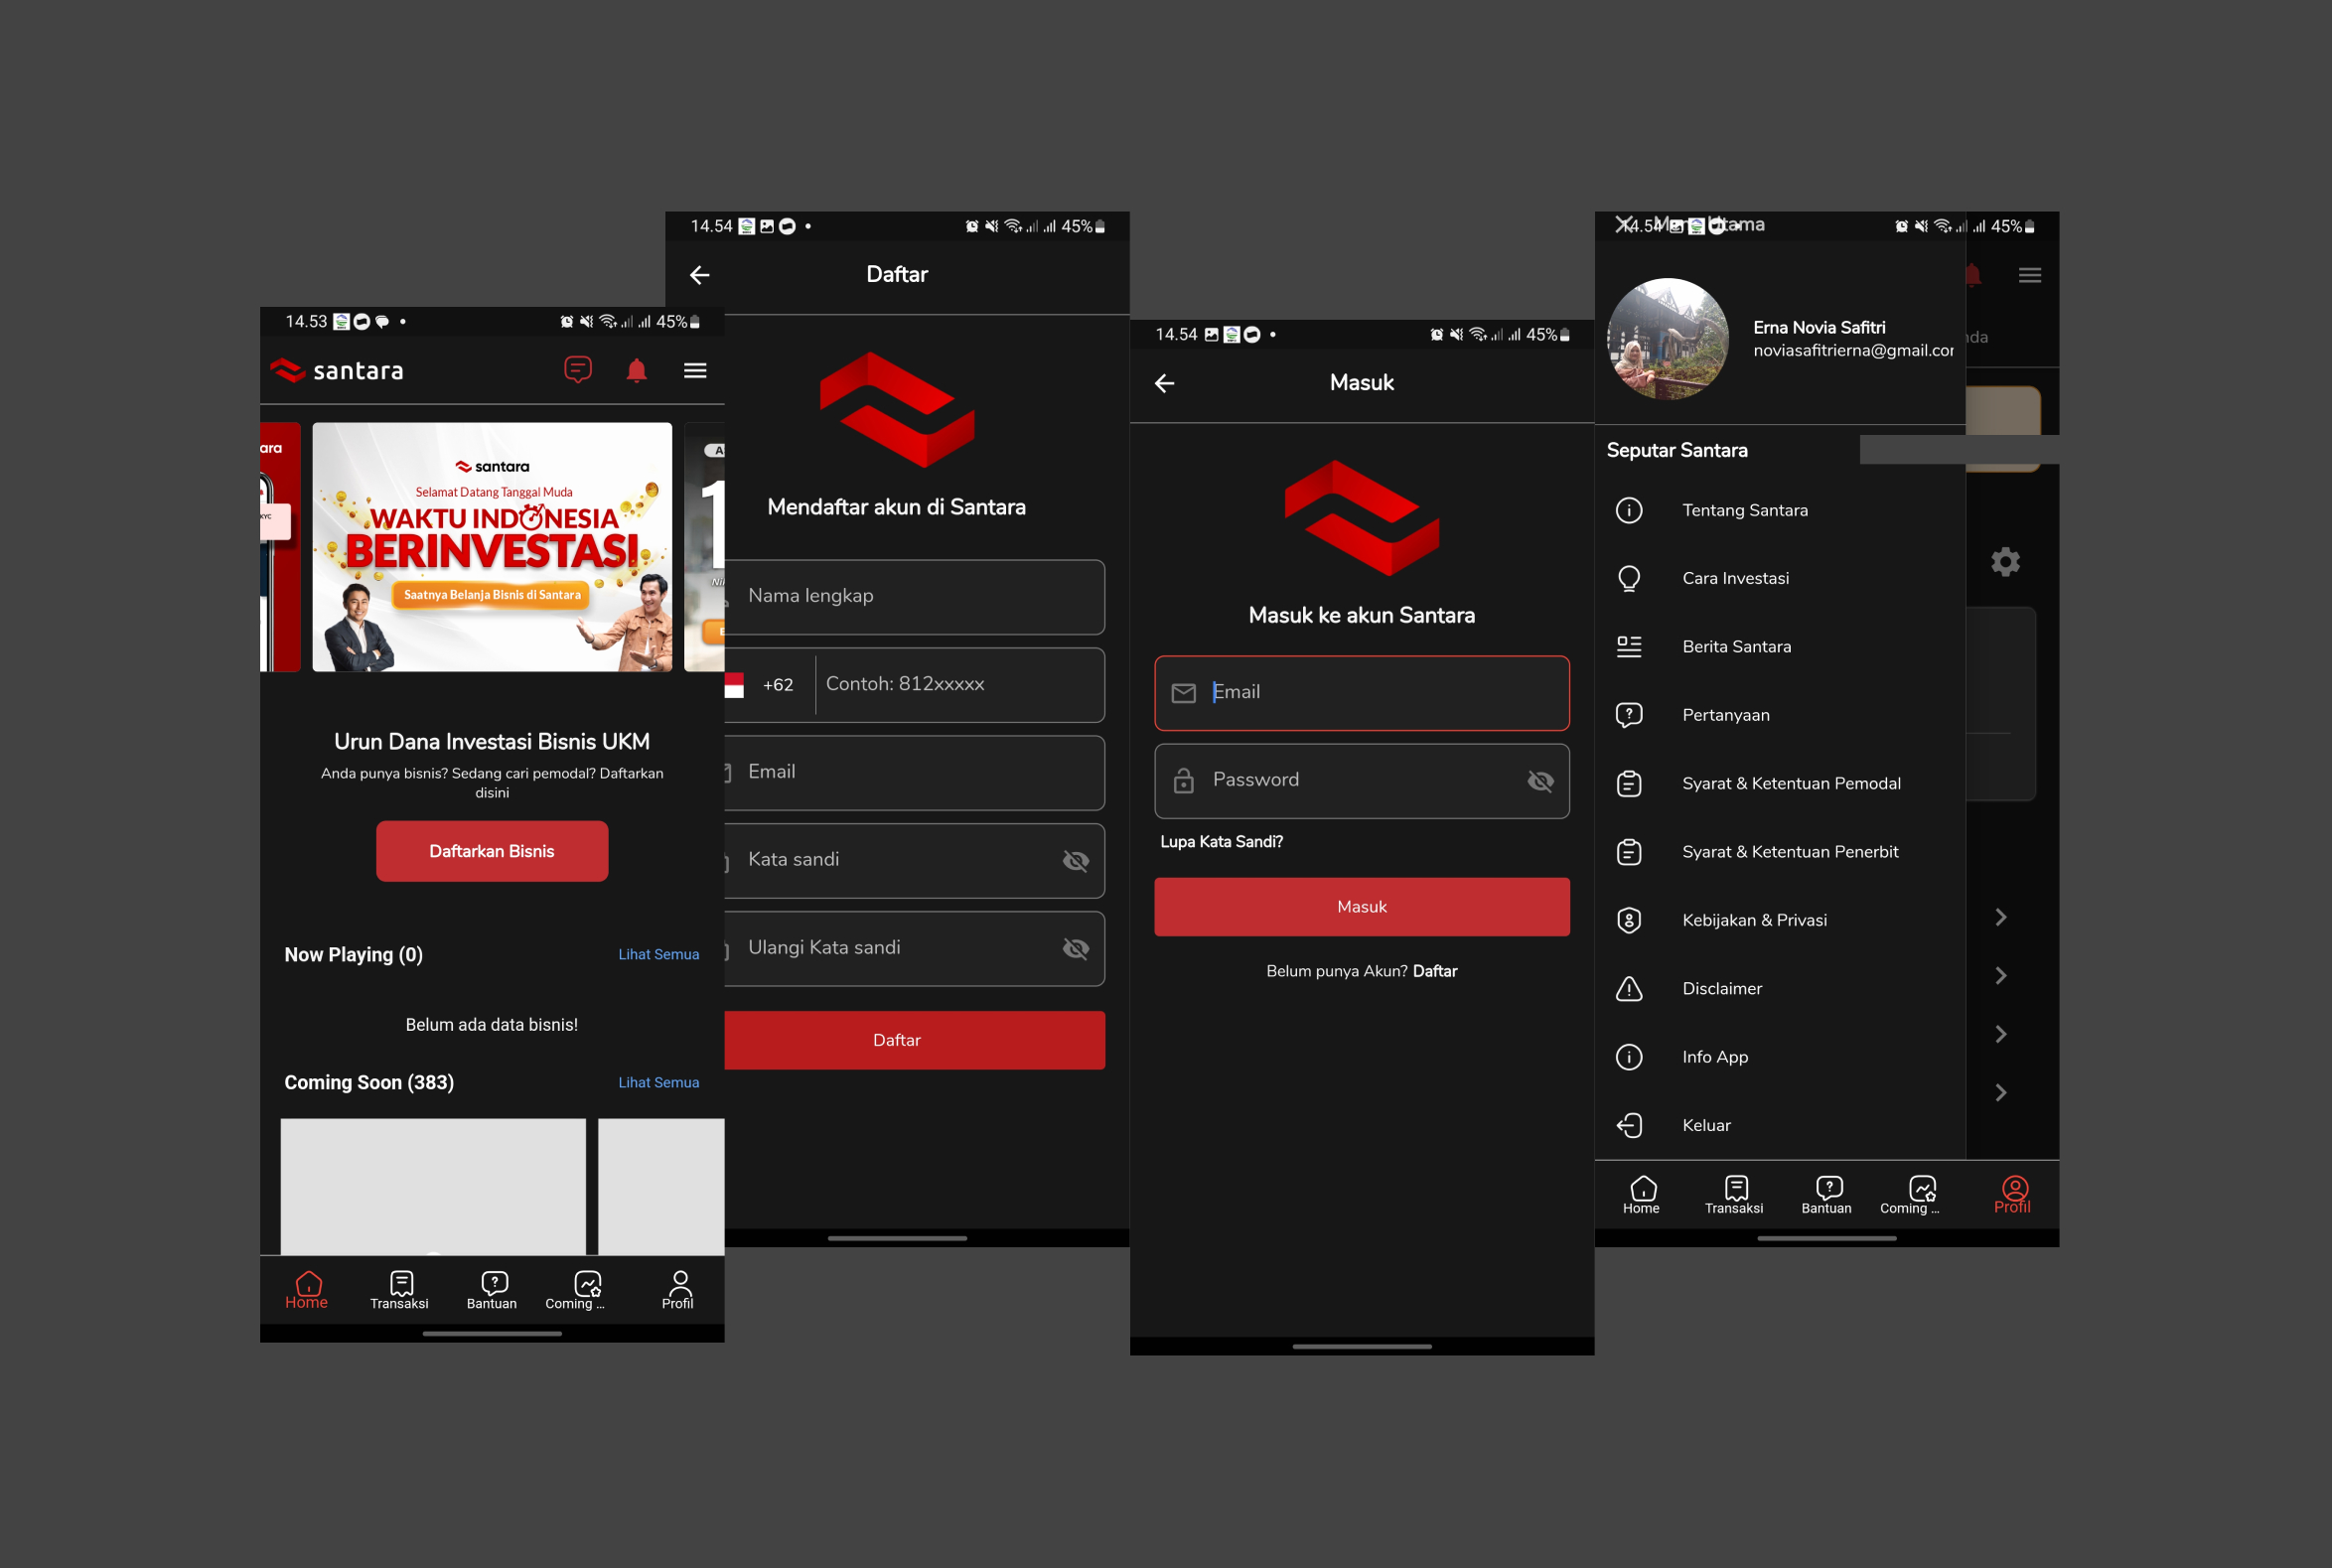 14.53
45%
santara
ara
KYC
santara
Selamat Datang Tanggal Muda
WAKTU INDONESIA
BERINVESTASI
Saatnya Belanja Bisnis di Santara
Urun Dana Investasi Bisnis UKM
Anda punya bisnis? Sedang cari pemodal? Daftarkan
disini
Daftarkan Bisnis
Now Playing (0)
Lihat Semua
Belum ada data bisnis!
Coming Soon (383)
Lihat Semua
Home
Transaksi
Bantuan
Coming ...
Profil
14.54
45%
Daftar
Mendaftar akun di Santara
Nama lengkap
+62
Contoh: 812xxxxx
Email
Kata sandi
Ulangi Kata sandi
Daftar
14.54
45%
Masuk
Masuk ke akun Santara
Email
Password
Lupa Kata Sandi?
Masuk
Belum punya Akun? Daftar
14.54
45%
Erna Novia Safitri
noviasafitrierna@gmail.cor
nda
Seputar Santara
Tentang Santara
Cara Investasi
Berita Santara
Pertanyaan
Syarat & Ketentuan Pemodal
Syarat & Ketentuan Penerbit
Kebijakan & Privasi
Disclaimer
Info App
Keluar
Home
Transaksi
Bantuan
Coming ...
Profil